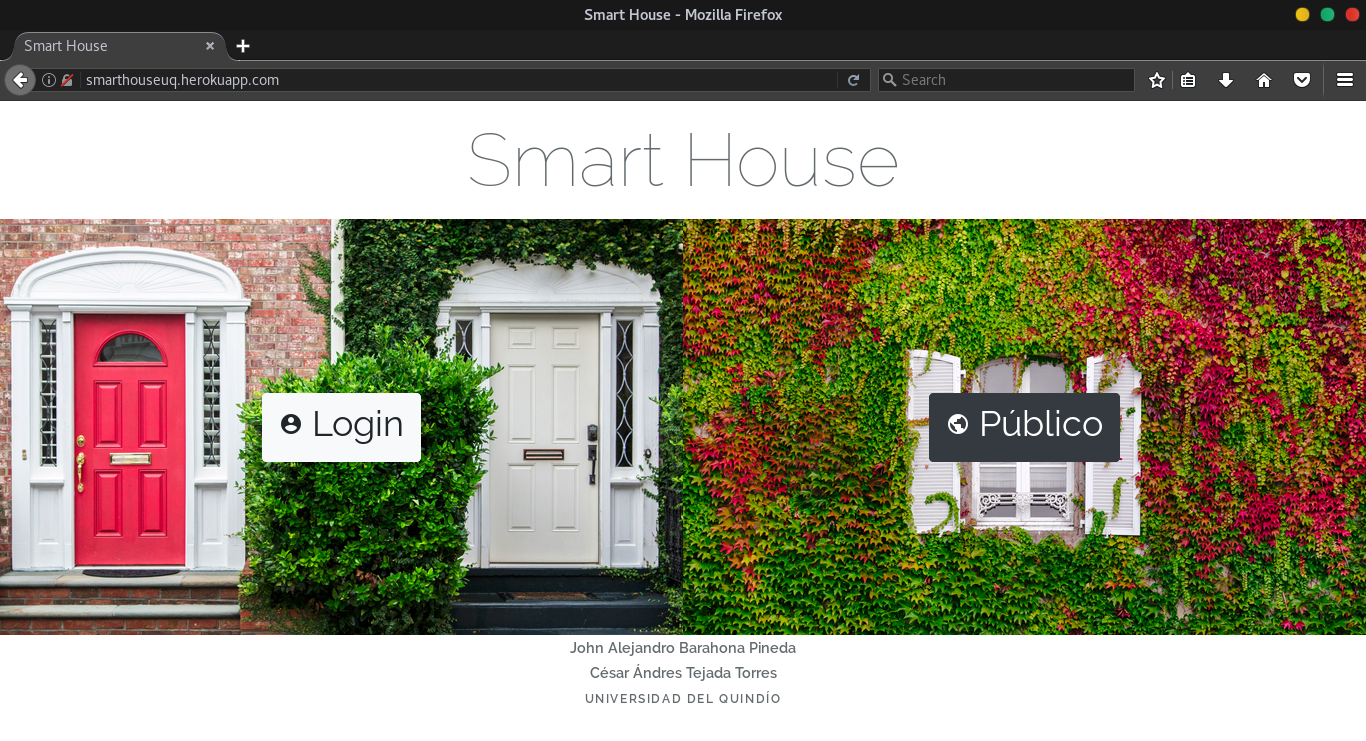 Smart House - Mozilla Firefox
Smart House
smarthouseuq.herokuapp.com
Search
Smart House
Login
Público
John Alejandro Barahona Pineda
César Ándres Tejada Torres
UNIVERSIDAD DEL QUINDÍO